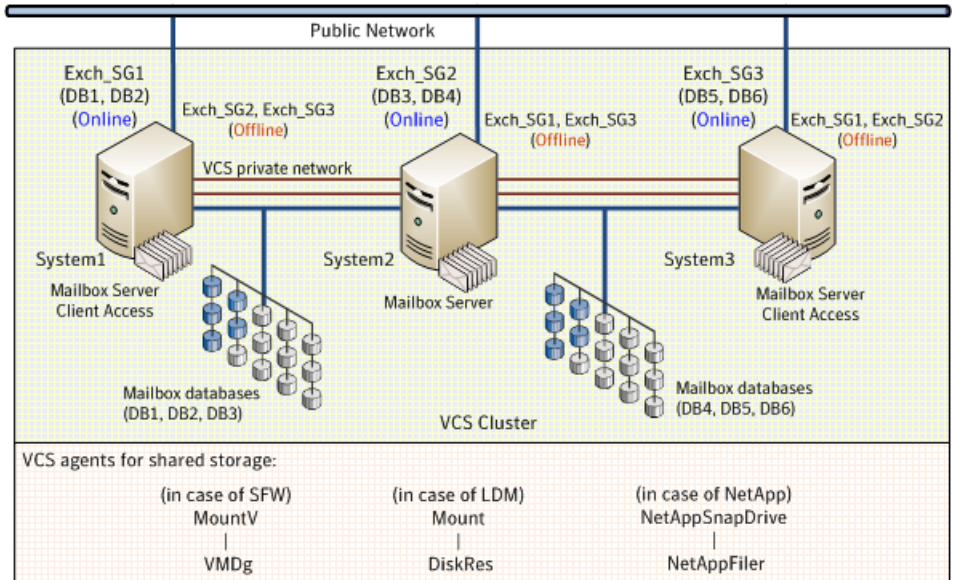 Public Network
Exch_SG1
(DB1, DB2)
(Online)
Exch_SG2, Exch_SG3
(Offline)
Exch_SG2
(DB3, DB4)
(Online)
Exch_SG1, Exch_SG3
(Offline)
Exch_SG3
(DB5, DB6)
(Online)
Exch_SG1, Exch_SG2
(Offline)
VCS private network
System1
Mailbox Server
Client Access
System2
Mailbox Server
System3
Mailbox Server
Client Access
Mailbox databases
(DB1, DB2, DB3)
Mailbox databases
(DB4, DB5, DB6)
VCS Cluster
VCS agents for shared storage:
(in case of SFW)
MountV
|
VMDg
(in case of LDM)
Mount
|
DiskRes
(in case of NetApp)
NetAppSnapDrive
|
NetAppFiler